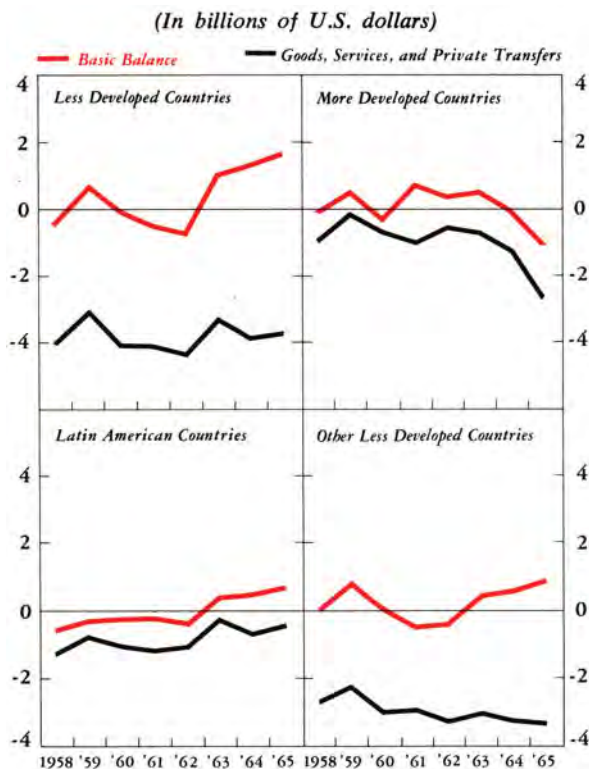 (In billions of U.S. dollars)
Basic Balance Goods, Services, and Private Transfers
4 4
Less Developed Countries More Developed Countries
2 2
0 0
-2 -2
-4 -4
Latin American Countries Other Less Developed Countries
4 4
2 2
0 0
-2 -2
-4 -4
1958 '59 '60 '61 '62 '63 '64 '65 1958 '59 '60 '61 '62 '63 '64 '65